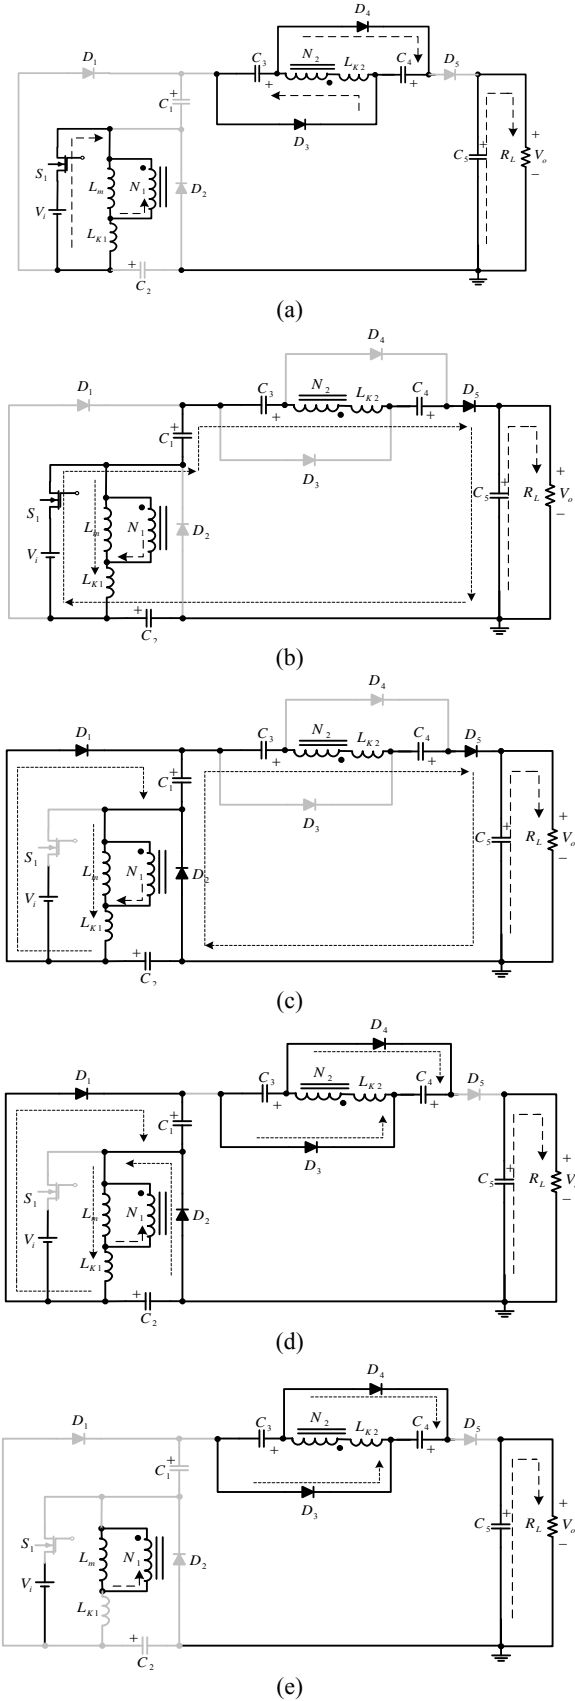 D4
C3 + N2 LK2 C4 +
D1 D5
C1 +
D3
S1 Lm N1 D2 C5 + RL + Vo −
Vi LK1
+ C2
(a)
D4
D1 C3 + N2 LK2 C4 + D5
C1 +
D3
S1 Lm N1 D2 C5 + RL + Vo −
Vi LK1
+ C2
(b)
D4
D1 C3 + N2 LK2 C4 + D5
C1 +
D3
S1 Lm N1 D2 C5 + RL + Vo −
Vi LK1
+ C2
(c)
D4
D1 C3 + N2 LK2 C4 + D5
C1 +
D3
S1 Lm N1 D2 C5 + RL + V −
Vi LK1
+ C2
(d)
D4
D1 C3 + N2 LK2 C4 + D5
C1 +
D3
S1 Lm N1 D2 C5 + RL + Vo −
Vi LK1
+ C2
(e)